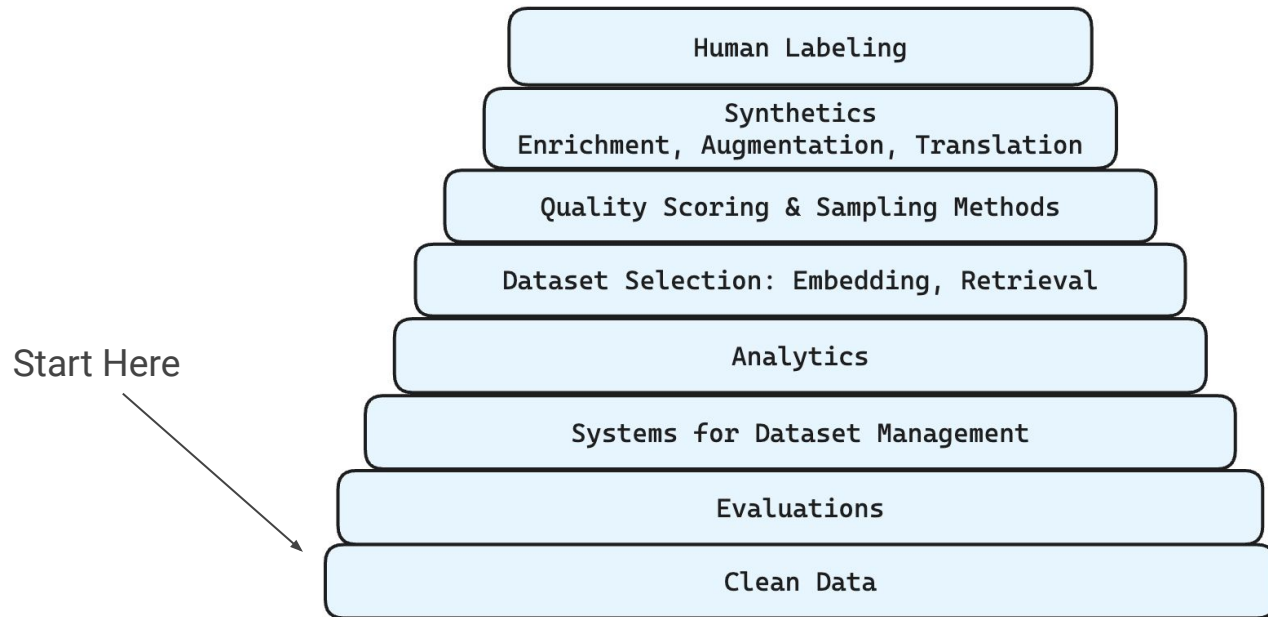 Human Labeling
Synthetics
Enrichment, Augmentation, Translation
Quality Scoring & Sampling Methods
Dataset Selection: Embedding, Retrieval
Analytics
Start Here
Systems for Dataset Management
Evaluations
Clean Data